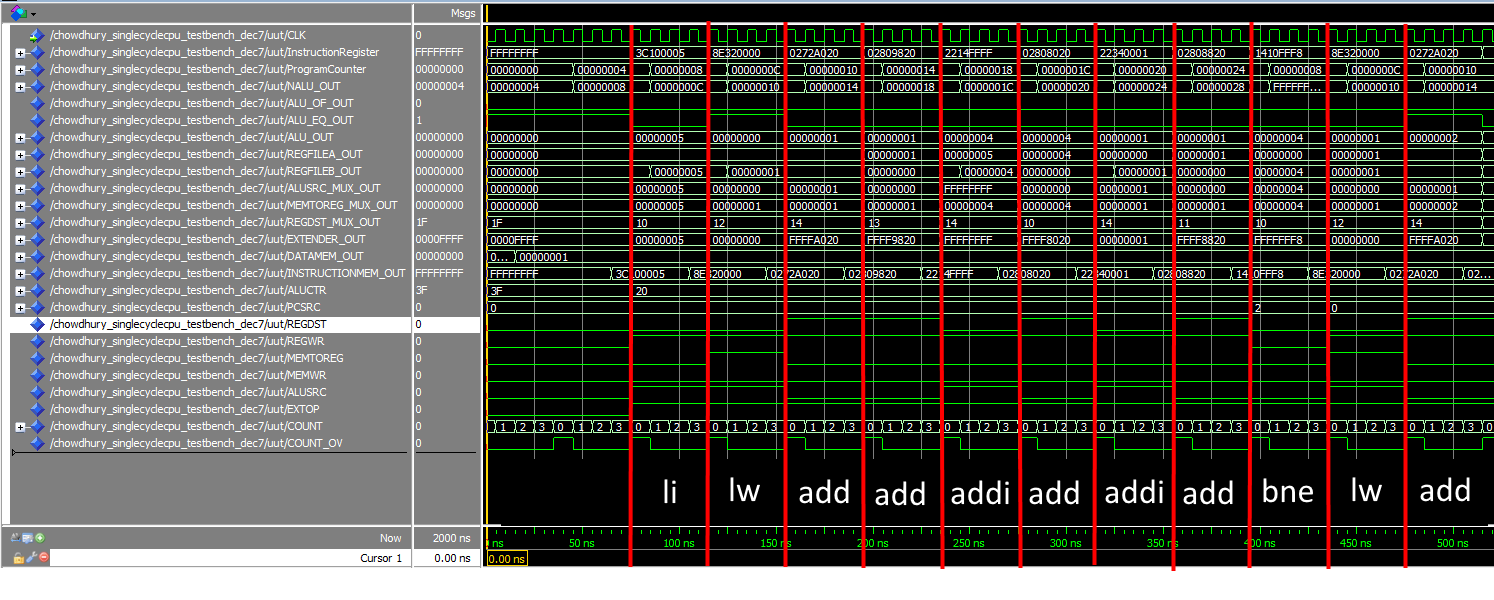 Msgs
/chowdhury_singlecyclecpu_testbench_dec7/uut/CLK 0
/chowdhury_singlecyclecpu_testbench_dec7/uut/InstructionRegister FFFFFFFF FFFFFFFF 3C100005 8E320000 0272A020 02809820 2214FFFF 02808020 22340001 02808820 1410FFF8 8E320000 0272A020
/chowdhury_singlecyclecpu_testbench_dec7/uut/ProgramCounter 00000000 00000000 00000004 00000008 0000000C 00000010 00000014 00000018 0000001C 00000020 00000024 00000008 0000000C 00000010
/chowdhury_singlecyclecpu_testbench_dec7/uut/NALU_OUT 00000004 00000004 00000008 0000000C 00000010 00000014 00000018 0000001C 00000020 00000024 00000028 FFFFFF... 00000010 00000014
/chowdhury_singlecyclecpu_testbench_dec7/uut/ALU_OF_OUT 0
/chowdhury_singlecyclecpu_testbench_dec7/uut/ALU_EQ_OUT 1
/chowdhury_singlecyclecpu_testbench_dec7/uut/ALU_OUT 00000000 00000000 00000005 00000000 00000001 00000001 00000004 00000004 00000001 00000001 00000004 00000001 00000002
/chowdhury_singlecyclecpu_testbench_dec7/uut/REGFILEA_OUT 00000000 00000000 00000001 00000005 00000004 00000000 00000001 00000000 00000001
/chowdhury_singlecyclecpu_testbench_dec7/uut/REGFILEB_OUT 00000000 00000000 00000005 00000001 00000000 00000004 00000000 00000001 00000000 00000004 00000001
/chowdhury_singlecyclecpu_testbench_dec7/uut/ALUSRC_MUX_OUT 00000000 00000000 00000005 00000000 00000001 00000000 FFFFFFFF 00000000 00000001 00000000 00000004 00000000 00000001
/chowdhury_singlecyclecpu_testbench_dec7/uut/MEMTOREG_MUX_OUT 00000000 00000000 00000005 00000001 00000001 00000001 00000004 00000004 00000001 00000001 00000004 00000001 00000002
/chowdhury_singlecyclecpu_testbench_dec7/uut/REGDST_MUX_OUT 1F 1F 10 12 14 13 14 10 14 11 10 12 14
/chowdhury_singlecyclecpu_testbench_dec7/uut/EXTENDER_OUT 0000FFFF 0000FFFF 00000005 00000000 FFFFA020 FFFF9820 FFFFFFFF FFFF8020 00000001 FFFF8820 FFFFFFF8 00000000 FFFFA020
/chowdhury_singlecyclecpu_testbench_dec7/uut/DATAMEM_OUT 00000000 0... 00000001
/chowdhury_singlecyclecpu_testbench_dec7/uut/INSTRUCTIONMEM_OUT FFFFFFFF FFFFFFFF 3C100005 8E320000 0272A020 02809820 2214FFFF 02808020 22340001 02808820 1410FFF8 8E320000 0272A020 02...
/chowdhury_singlecyclecpu_testbench_dec7/uut/ALUCTR 3F 3F 20
/chowdhury_singlecyclecpu_testbench_dec7/uut/PCSRC 0 0 2 0
/chowdhury_singlecyclecpu_testbench_dec7/uut/REGDST 0
/chowdhury_singlecyclecpu_testbench_dec7/uut/REGWR 0
/chowdhury_singlecyclecpu_testbench_dec7/uut/MEMTOREG 0
/chowdhury_singlecyclecpu_testbench_dec7/uut/MEMWR 0
/chowdhury_singlecyclecpu_testbench_dec7/uut/ALUSRC 0
/chowdhury_singlecyclecpu_testbench_dec7/uut/EXTOP 0
/chowdhury_singlecyclecpu_testbench_dec7/uut/COUNT 0 1 2 3 0 1 2 3 0 1 2 3 0 1 2 3 0 1 2 3 0 1 2 3 0 1 2 3 0 1 2 3 0 1 2 3 0 1 2 3 0 1 2 3 0 1 2 3 0 1 2 3 0
/chowdhury_singlecyclecpu_testbench_dec7/uut/COUNT_OV 0
li lw add add addi add addi add bne lw add
Now 2000 ns ns 50 ns 100 ns 150 ns 200 ns 250 ns 300 ns 350 ns 400 ns 450 ns 500 ns
Cursor 1 0.00 ns 0.00 ns